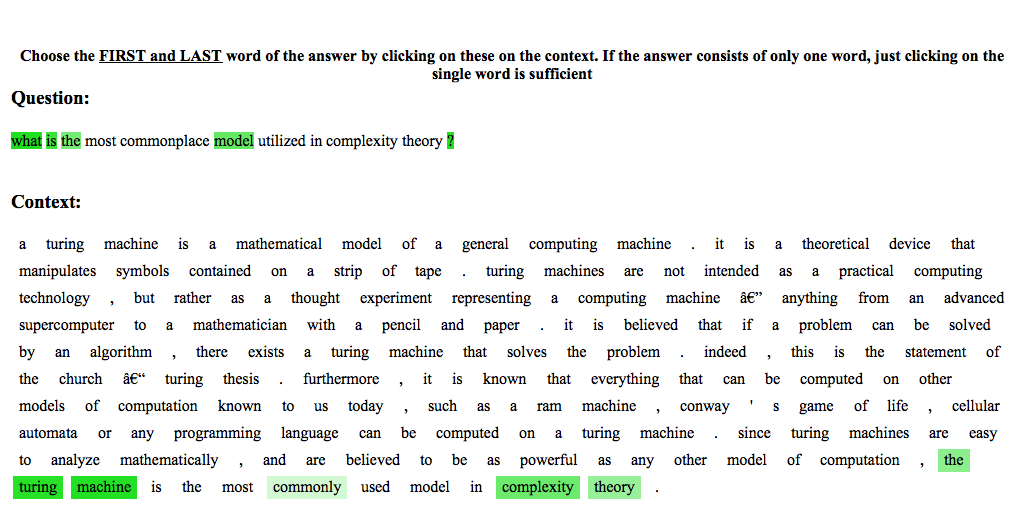 Choose the FIRST and LAST word of the answer by clicking on these on the context. If the answer consists of only one word, just clicking on the
single word is sufficient
Question:
what is the most commonplace model utilized in complexity theory ?
Context:
a turing machine is a mathematical model of a general computing machine . it is a theoretical device that
manipulates symbols contained on a strip of tape . turing machines are not intended as a practical computing
technology , but rather as a thought experiment representing a computing machine â€” anything from an advanced
supercomputer to a mathematician with a pencil and paper . it is believed that if a problem can be solved
by an algorithm , there exists a turing machine that solves the problem . indeed , this is the statement of
the church â€“ turing thesis . furthermore , it is known that everything that can be computed on other
models of computation known to us today , such as a ram machine , conway ' s game of life , cellular
automata or any programming language can be computed on a turing machine . since turing machines are easy
to analyze mathematically , and are believed to be as powerful as any other model of computation , the
turing machine is the most commonly used model in complexity theory .